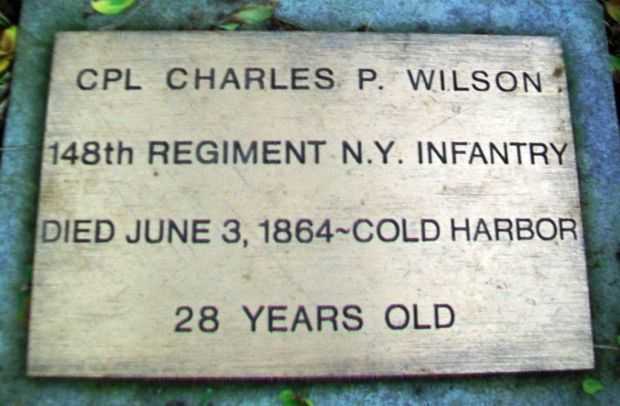 CPL CHARLES P. WILSON
148th REGIMENT N.Y. INFANTRY
DIED JUNE 3, 1864~COLD HARBOR
28 YEARS OLD